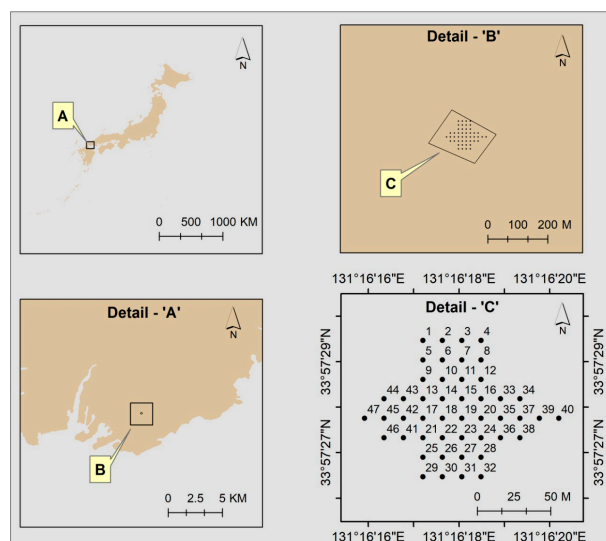 N
A
0 500 1000 KM
Detail - 'B'
N
C
0 100 200 M
Detail - 'A'
N
B
0 2.5 5 KM
131°16'16"E 131°16'18"E 131°16'20"E
Detail - 'C'
N
33°57'29"N
33°57'27"N
33°57'29"N
33°57'27"N
1 2 3 4
5 6 7 8
9 10 11 12
44 43 13 14 15 16 33 34
47 45 42 17 18 19 20 35 37 39 40
46 41 21 22 23 24 36 38
25 26 27 28
29 30 31 32
0 25 50 M
131°16'16"E 131°16'18"E 131°16'20"E